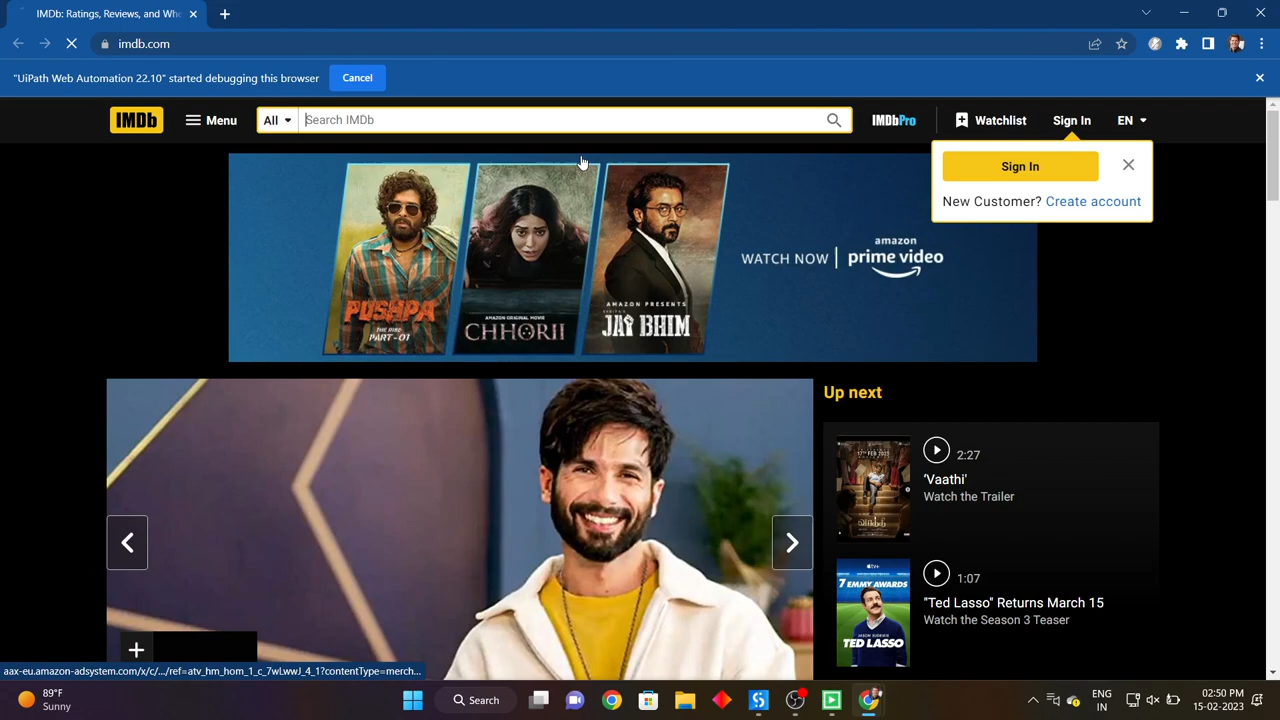 IMDb: Ratings, Reviews, and Whe
imdb.com
"UiPath Web Automation 22.10" started debugging this browser
Cancel
IMDb
Menu
All
Search IMDb
IMDbPro
Watchlist
Sign In
EN
Sign In
New Customer? Create account
PUSHPA
THE RISE
PART-01
AMAZON ORIGINAL MOVIE
CHHORII
AMAZON PRESENTS
JAI BHIM
WATCH NOW
amazon
prime video
Up next
17TH FEB 2023
2:27
'Vaathi'
Watch the Trailer
tv+
7 EMMY AWARDS
TED LASSO
1:07
"Ted Lasso" Returns March 15
Watch the Season 3 Teaser
aax-eu.amazon-adsystem.com/x/c/.../ref=atv_hm_hom_1_c_7wLwwJ_4_1?contentType=merch...
89°F
Sunny
Search
ENG
IN
02:50 PM
15-02-2023